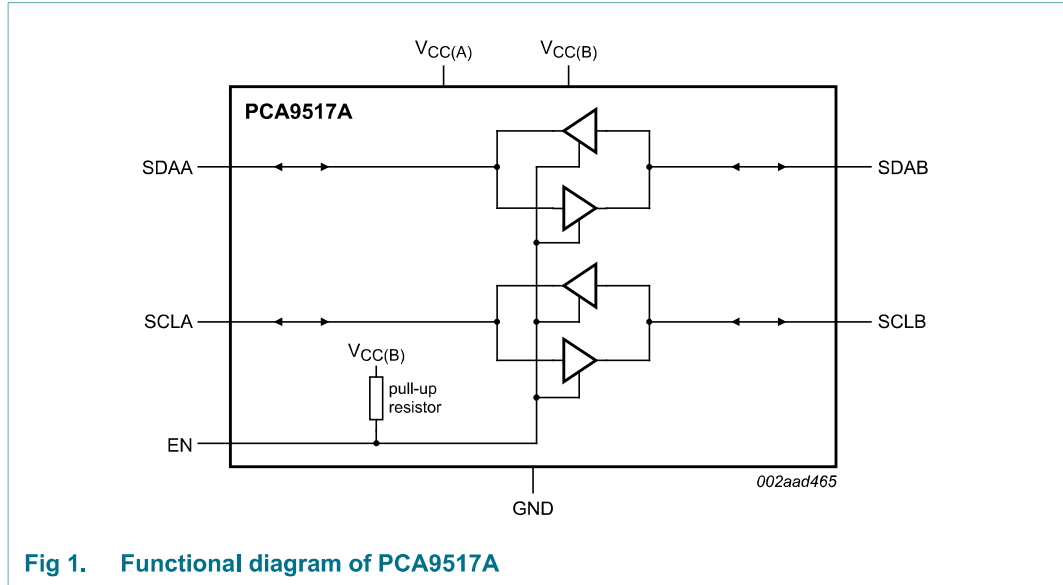 VCC(A)
VCC(B)
PCA9517A
SDAA
SDAB
SCLA
SCLB
VCC(B)
pull-up
resistor
EN
002aad465
GND
Fig 1. Functional diagram of PCA9517A